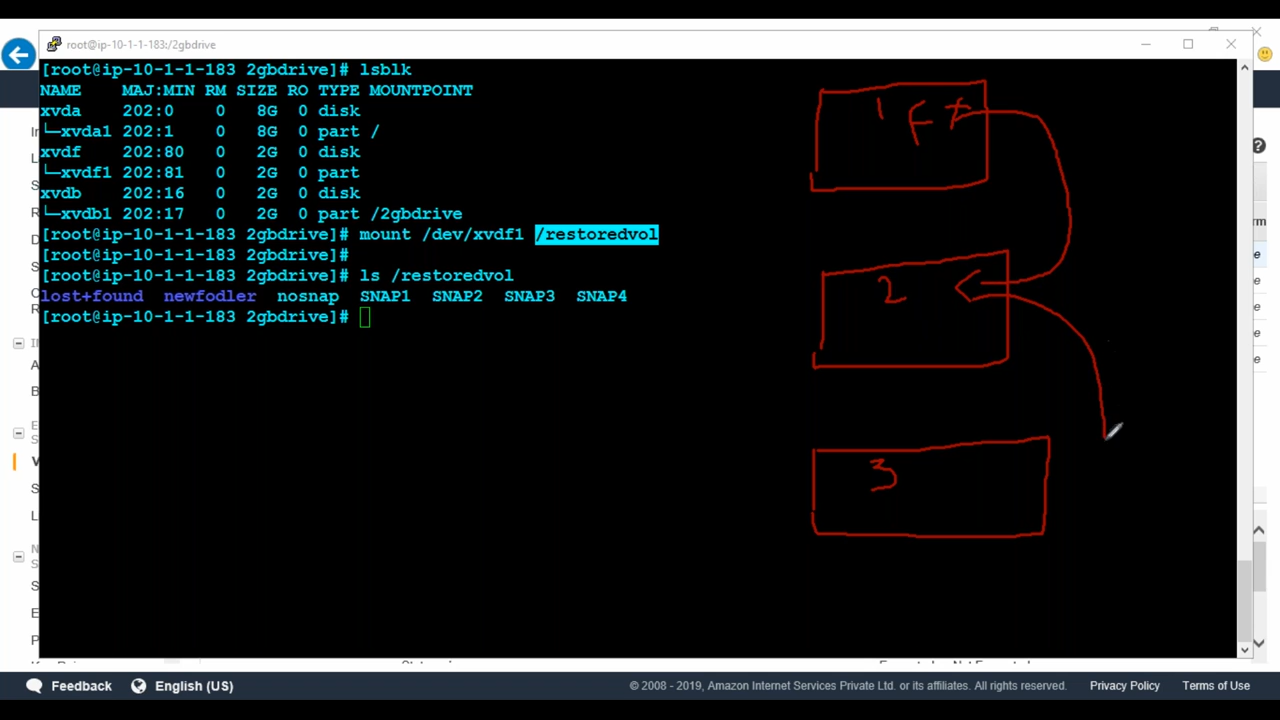 root@ip-10-1-1-183:/2gbdrive
[root@ip-10-1-1-183 2gbdrive]# lsblk
NAME MAJ:MIN RM SIZE RO TYPE MOUNTPOINT
xvda 202:0 0 8G 0 disk
└─xvda1 202:1 0 8G 0 part /
xvdf 202:80 0 2G 0 disk
└─xvdf1 202:81 0 2G 0 part
xvdb 202:16 0 2G 0 disk
└─xvdb1 202:17 0 2G 0 part /2gbdrive
[root@ip-10-1-1-183 2gbdrive]# mount /dev/xvdf1 /restoredvol
[root@ip-10-1-1-183 2gbdrive]#
[root@ip-10-1-1-183 2gbdrive]# ls /restoredvol
lost+found newfodler nosnap SNAP1 SNAP2 SNAP3 SNAP4
[root@ip-10-1-1-183 2gbdrive]#
1 F
2
3
Feedback English (US)
© 2008 - 2019, Amazon Internet Services Private Ltd. or its affiliates. All rights reserved. Privacy Policy Terms of Use